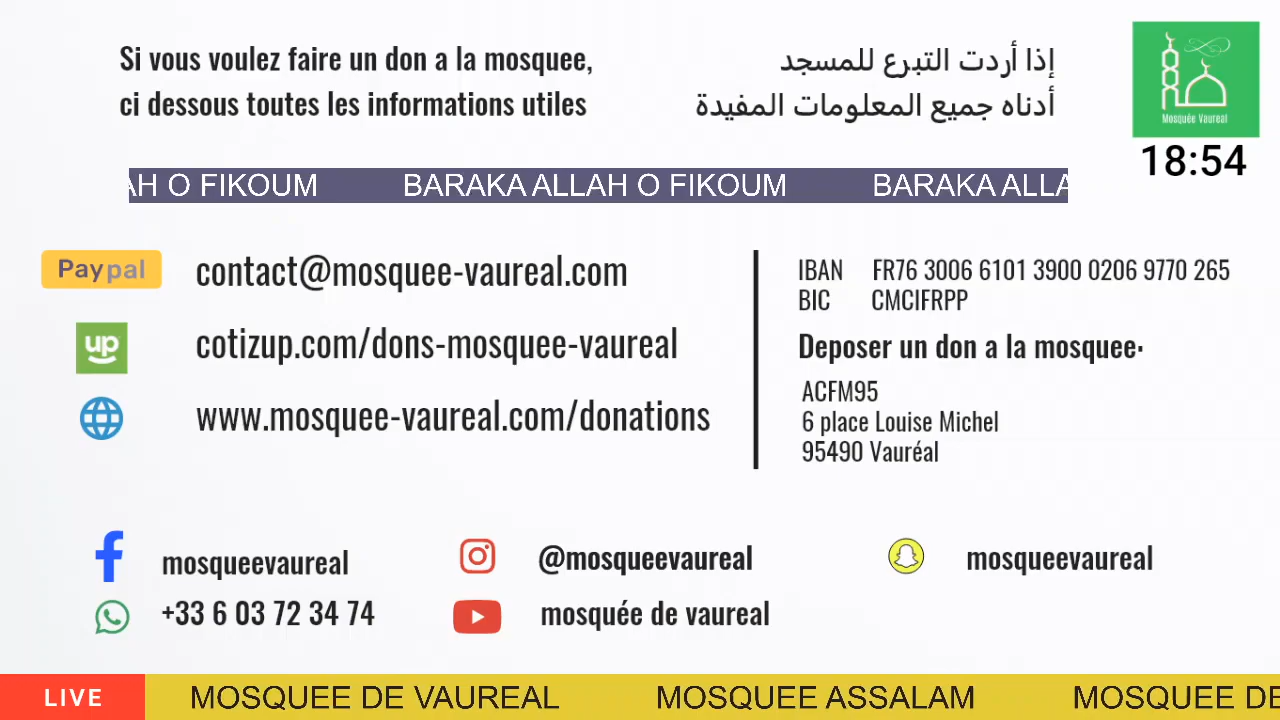 Si vous voulez faire un don a la mosquee,
ci dessous toutes les informations utiles
إذا أردت التبرع للمسجد
أدناه جميع المعلومات المفيدة
Mosquée Vaureal
18:54
AH O FIKOUM BARAKA ALLAH O FIKOUM BARAKA ALLA
Paypal contact@mosquee-vaureal.com
up cotizup.com/dons-mosquee-vaureal
www.mosquee-vaureal.com/donations
IBAN FR76 3006 6101 3900 0206 9770 265
BIC CMCIFRPP
Deposer un don a la mosquee·
ACFM95
6 place Louise Michel
95490 Vauréal
mosqueevaureal
@mosqueevaureal
mosqueevaureal
+33 6 03 72 34 74
mosquée de vaureal
LIVE MOSQUEE DE VAUREAL MOSQUEE ASSALAM MOSQUEE DE